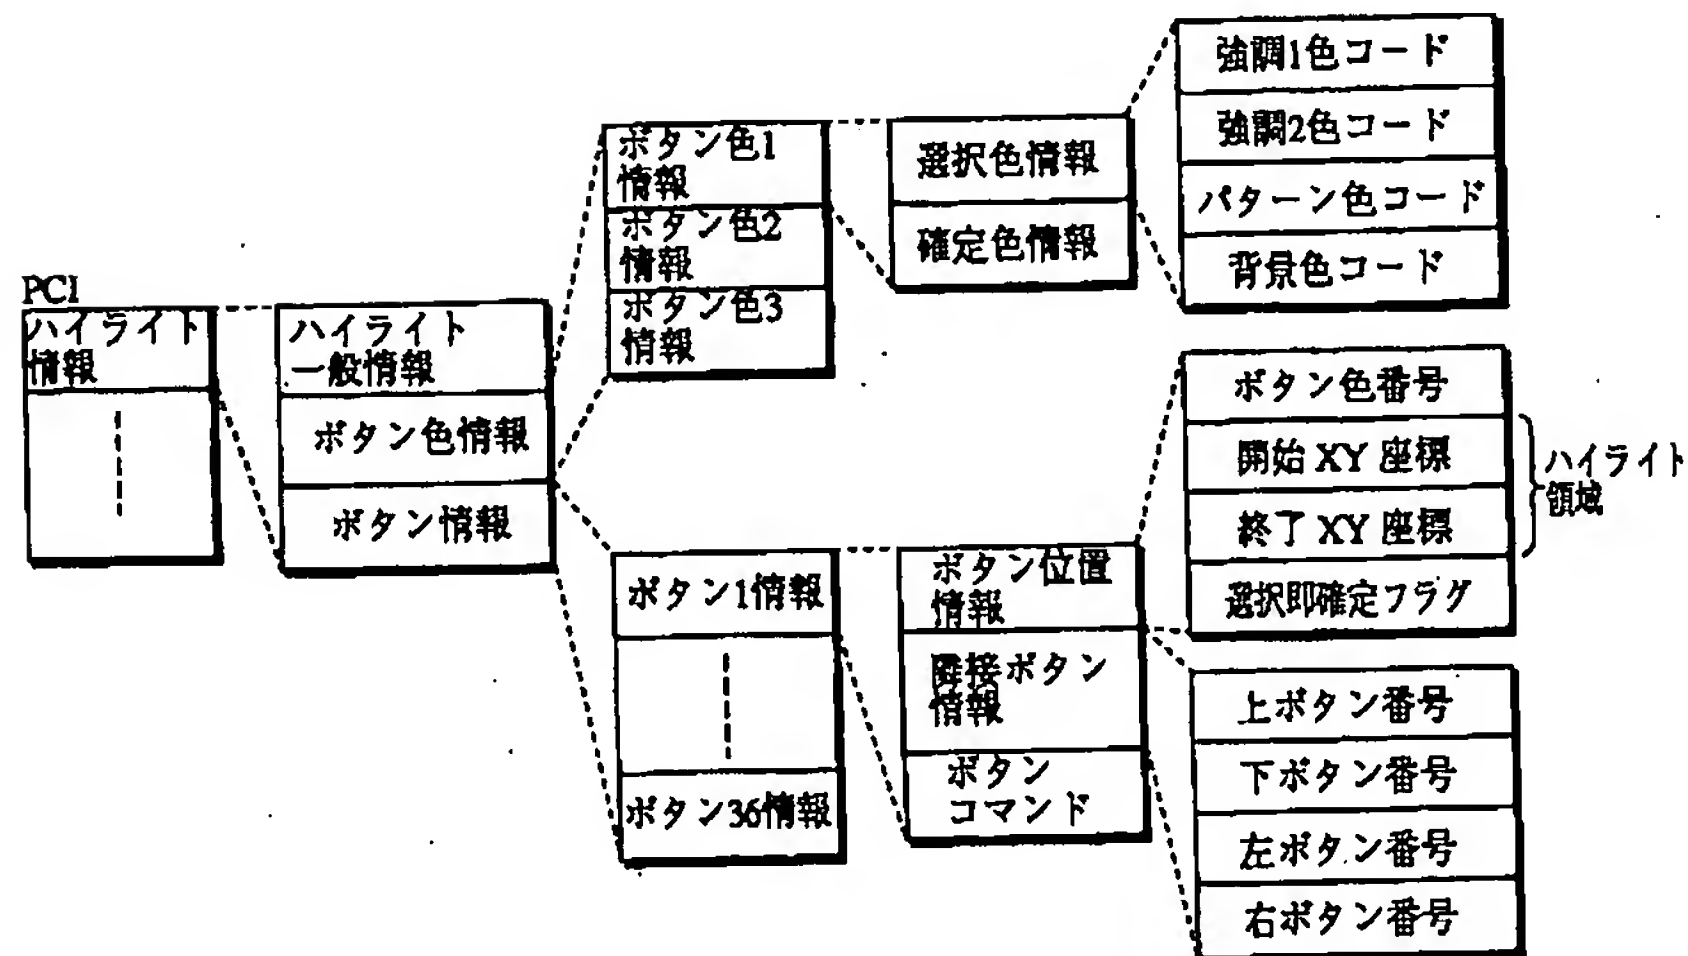 PCI
ハイライト
情報
ハイライト
一般情報
ボタン色情報
ボタン情報
ボタン色1
情報
ボタン色2
情報
ボタン色3
情報
選択色情報
確定色情報
強調1色コード
強調2色コード
パターン色コード
背景色コード
ボタン1情報
ボタン36情報
ボタン位置
情報
隣接ボタン
情報
ボタン
コマンド
ボタン色番号
開始 XY 座標
終了 XY 座標
選択即確定フラグ
ハイライト
領域
上ボタン番号
下ボタン番号
左ボタン番号
右ボタン番号